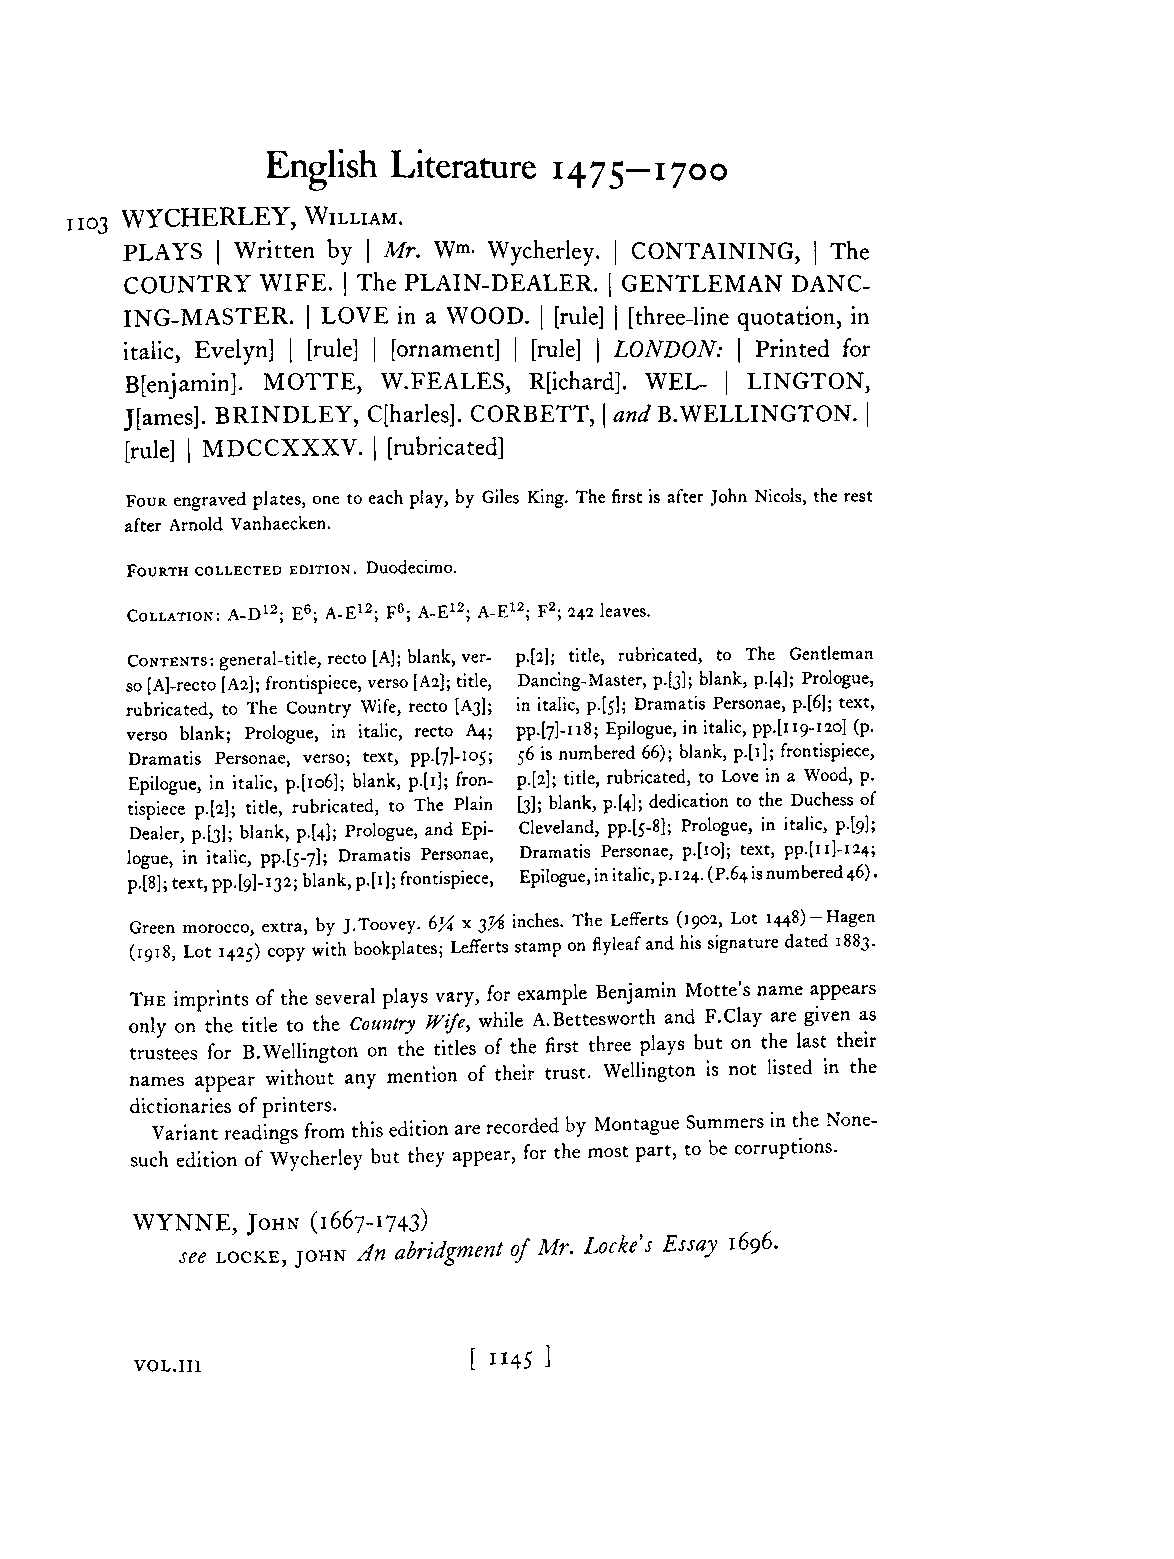 English Literature 1475–1700
1103 WYCHERLEY, WILLIAM.
PLAYS | Written by | Mr. Wm. Wycherley. | CONTAINING, | The
COUNTRY WIFE. | The PLAIN-DEALER. | GENTLEMAN DANC-
ING-MASTER. | LOVE in a WOOD. | [rule] | [three-line quotation, in
italic, Evelyn] | [rule] | [ornament] | [rule] | LONDON: | Printed for
B[enjamin]. MOTTE, W.FEALES, R[ichard]. WEL- | LINGTON,
J[ames]. BRINDLEY, C[harles]. CORBETT, | and B.WELLINGTON. |
[rule] | MDCCXXXV. | [rubricated]
FOUR engraved plates, one to each play, by Giles King. The first is after John Nicols, the rest
after Arnold Vanhaecken.
FOURTH COLLECTED EDITION. Duodecimo.
COLLATION: A-D¹²; E⁶; A-E¹²; F⁶; A-E¹²; A-E¹²; F²; 242 leaves.
CONTENTS: general-title, recto [A]; blank, ver-
so [A]-recto [A2]; frontispiece, verso [A2]; title,
rubricated, to The Country Wife, recto [A3];
verso blank; Prologue, in italic, recto A4;
Dramatis Personae, verso; text, pp.[7]-105;
Epilogue, in italic, p.[106]; blank, p.[1]; fron-
tispiece p.[2]; title, rubricated, to The Plain
Dealer, p.[3]; blank, p.[4]; Prologue, and Epi-
logue, in italic, pp.[5-7]; Dramatis Personae,
p.[8]; text, pp.[9]-132; blank, p.[1]; frontispiece,
p.[2]; title, rubricated, to The Gentleman
Dancing-Master, p.[3]; blank, p.[4]; Prologue,
in italic, p.[5]; Dramatis Personae, p.[6]; text,
pp.[7]-118; Epilogue, in italic, pp.[119-120] (p.
56 is numbered 66); blank, p.[1]; frontispiece,
p.[2]; title, rubricated, to Love in a Wood, p.
[3]; blank, p.[4]; dedication to the Duchess of
Cleveland, pp.[5-8]; Prologue, in italic, p.[9];
Dramatis Personae, p.[10]; text, pp.[11]-124;
Epilogue, in italic, p.124. (P.64 is numbered 46).
Green morocco, extra, by J.Toovey. 6¼ x 3⅞ inches. The Lefferts (1902, Lot 1448)—Hagen
(1918, Lot 1425) copy with bookplates; Lefferts stamp on flyleaf and his signature dated 1883.
THE imprints of the several plays vary, for example Benjamin Motte's name appears
only on the title to the Country Wife, while A.Bettesworth and F.Clay are given as
trustees for B.Wellington on the titles of the first three plays but on the last their
names appear without any mention of their trust. Wellington is not listed in the
dictionaries of printers.
Variant readings from this edition are recorded by Montague Summers in the None-
such edition of Wycherley but they appear, for the most part, to be corruptions.
WYNNE, JOHN (1667-1743)
see LOCKE, JOHN An abridgment of Mr. Locke's Essay 1696.
VOL.III [ 1145 ]